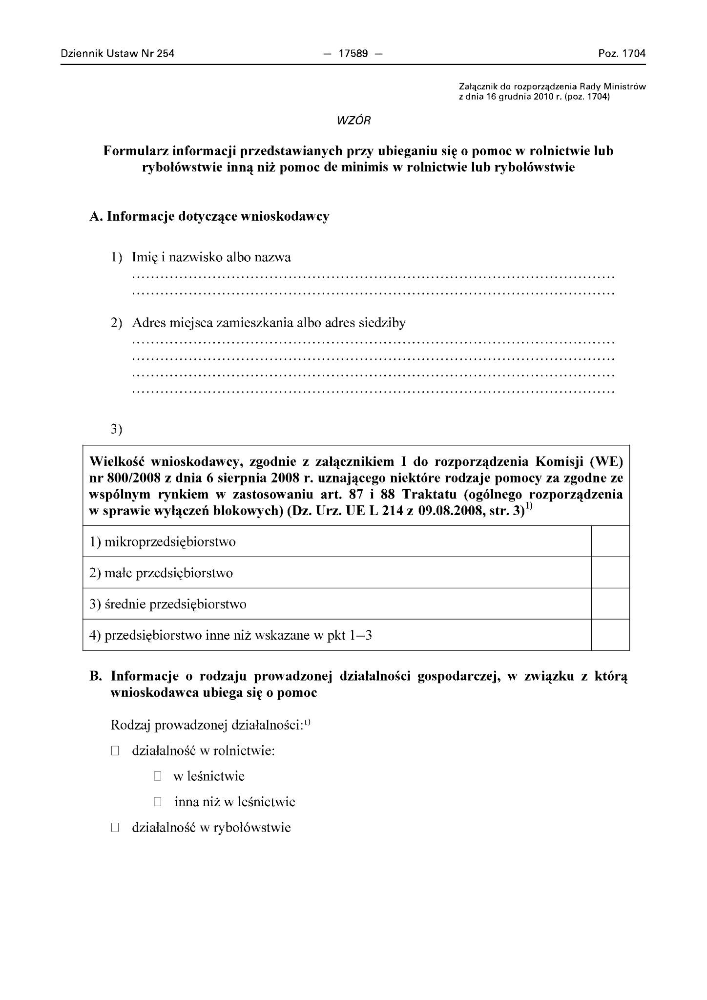 Dziennik Ustaw Nr 254 — 17589 — Poz. 1704
Załącznik do rozporządzenia Rady Ministrów
z dnia 16 grudnia 2010 r. (poz. 1704)
WZÓR
Formularz informacji przedstawianych przy ubieganiu się o pomoc w rolnictwie lub
rybołówstwie inną niż pomoc de minimis w rolnictwie lub rybołówstwie
A. Informacje dotyczące wnioskodawcy
1) Imię i nazwisko albo nazwa
......................................................................................................
......................................................................................................
2) Adres miejsca zamieszkania albo adres siedziby
......................................................................................................
......................................................................................................
......................................................................................................
......................................................................................................
3)
Wielkość wnioskodawcy, zgodnie z załącznikiem I do rozporządzenia Komisji (WE)
nr 800/2008 z dnia 6 sierpnia 2008 r. uznającego niektóre rodzaje pomocy za zgodne ze
wspólnym rynkiem w zastosowaniu art. 87 i 88 Traktatu (ogólnego rozporządzenia
w sprawie wyłączeń blokowych) (Dz. Urz. UE L 214 z 09.08.2008, str. 3)1)
1) mikroprzedsiębiorstwo
2) małe przedsiębiorstwo
3) średnie przedsiębiorstwo
4) przedsiębiorstwo inne niż wskazane w pkt 1–3
B. Informacje o rodzaju prowadzonej działalności gospodarczej, w związku z którą
wnioskodawca ubiega się o pomoc
Rodzaj prowadzonej działalności:1)
□ działalność w rolnictwie:
□ w leśnictwie
□ inna niż w leśnictwie
□ działalność w rybołówstwie